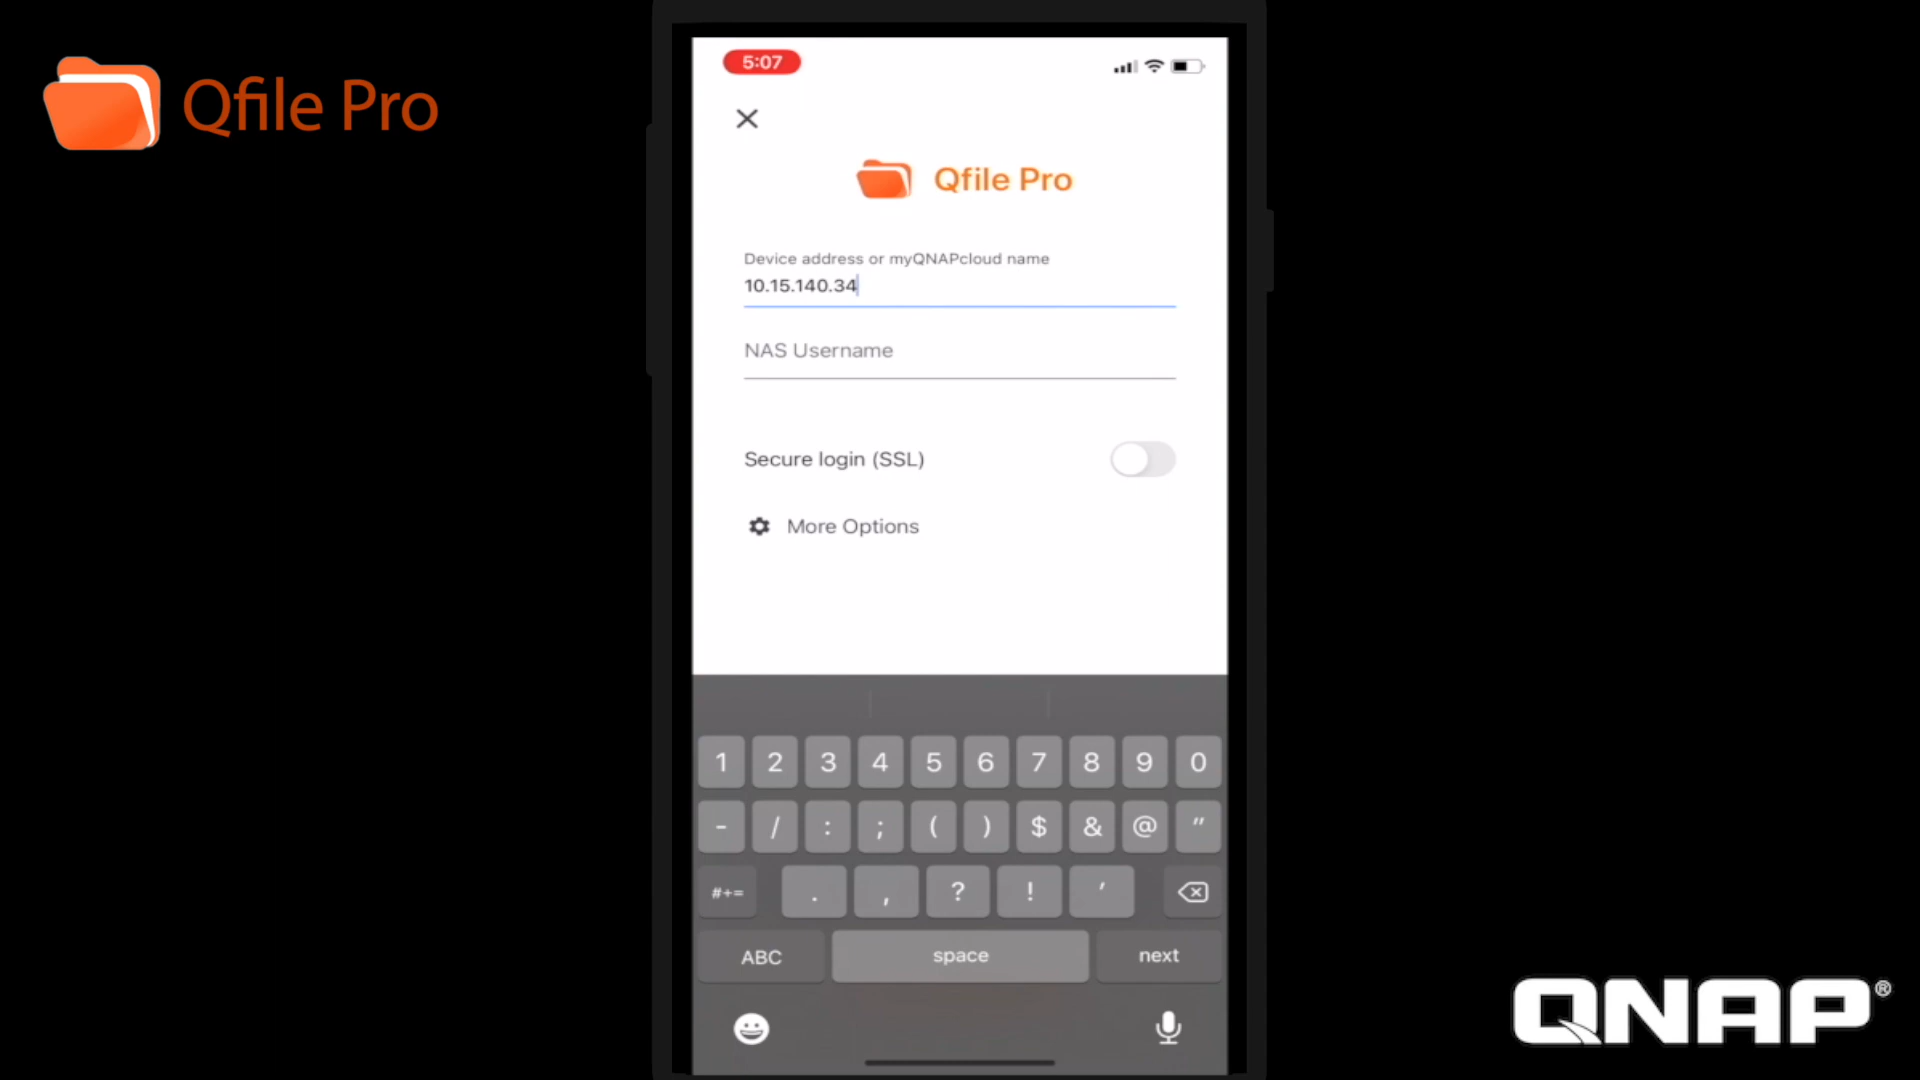 Qfile Pro
5:07
Qfile Pro
Device address or myQNAPcloud name
10.15.140.34
NAS Username
Secure login (SSL)
More Options
1 2 3 4 5 6 7 8 9 0
- / : ; ( ) $ & @ "
#+= . , ? ! '
ABC space next
QNAP®